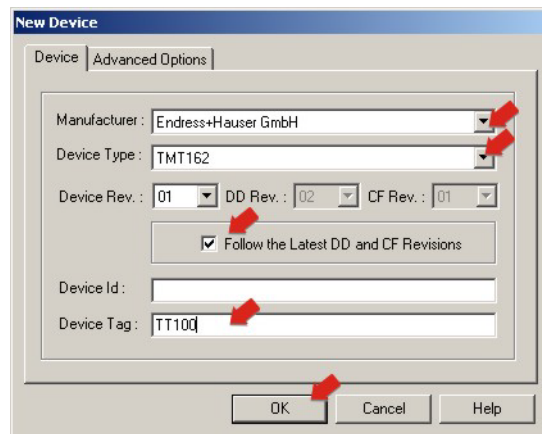 New Device
Device Advanced Options
Manufacturer : Endress+Hauser GmbH
Device Type : TMT162
Device Rev. : 01 DD Rev. : 02 CF Rev. : 01
Follow the Latest DD and CF Revisions
Device Id :
Device Tag : TT100
OK Cancel Help